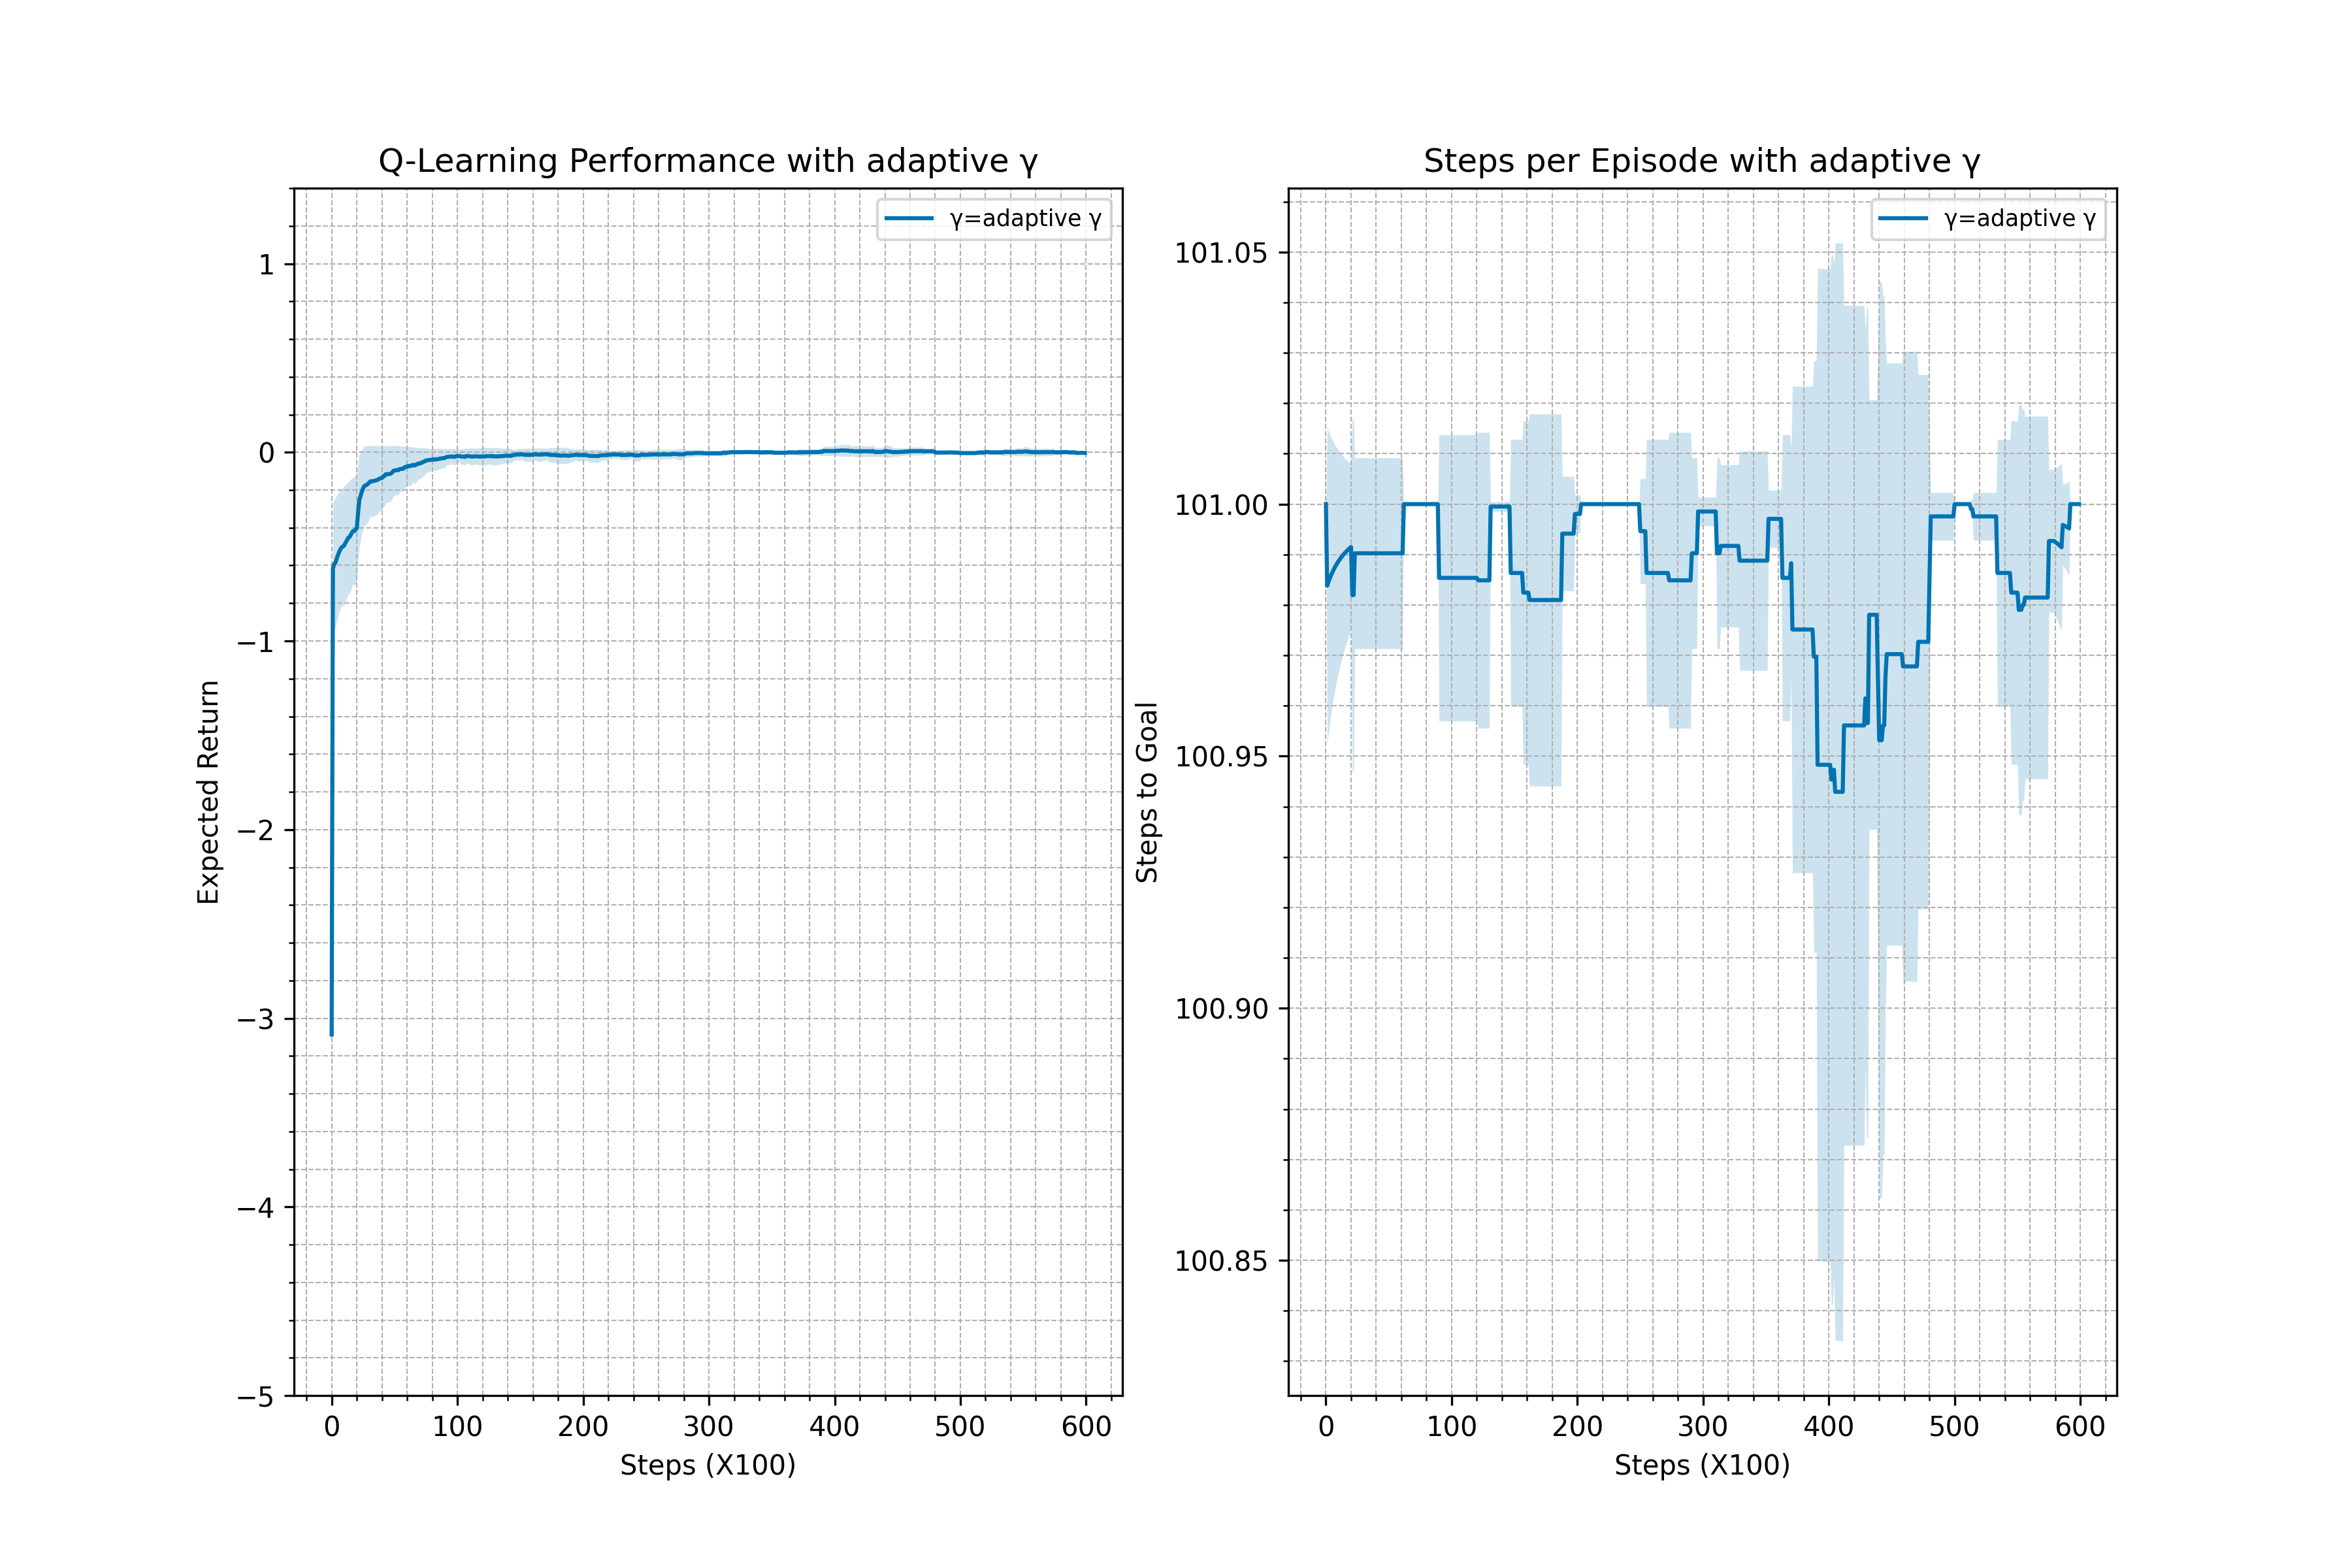 Q-Learning Performance with adaptive γ
γ=adaptive γ
1
0
−1
−2
−3
−4
−5
Expected Return
0 100 200 300 400 500 600
Steps (X100)
Steps per Episode with adaptive γ
γ=adaptive γ
101.05
101.00
100.95
100.90
100.85
Steps to Goal
0 100 200 300 400 500 600
Steps (X100)